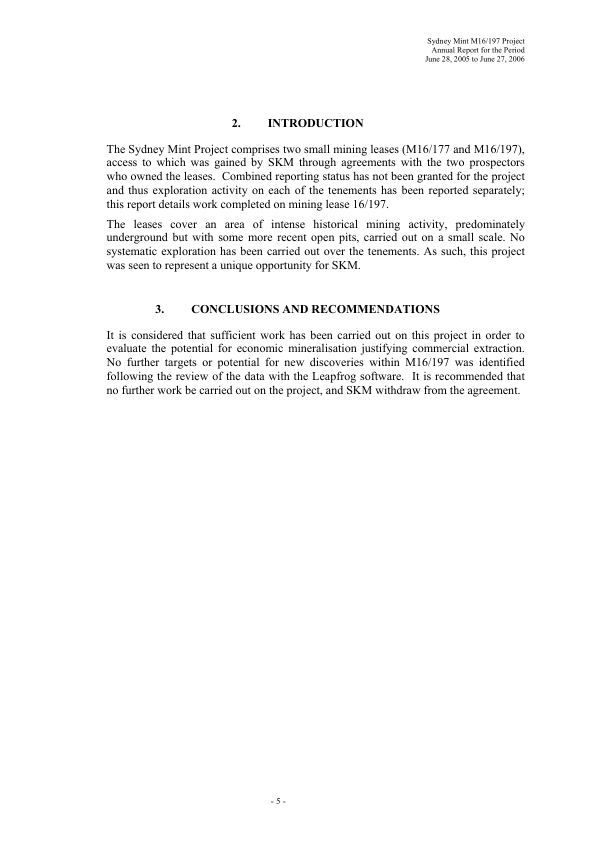 Sydney Mint M16/197 Project
Annual Report for the Period
June 28, 2005 to June 27, 2006
2. INTRODUCTION
The Sydney Mint Project comprises two small mining leases (M16/177 and M16/197),
access to which was gained by SKM through agreements with the two prospectors
who owned the leases.  Combined reporting status has not been granted for the project
and thus exploration activity on each of the tenements has been reported separately;
this report details work completed on mining lease 16/197.
The leases cover an area of intense historical mining activity, predominately
underground but with some more recent open pits, carried out on a small scale. No
systematic exploration has been carried out over the tenements. As such, this project
was seen to represent a unique opportunity for SKM.
3. CONCLUSIONS AND RECOMMENDATIONS
It is considered that sufficient work has been carried out on this project in order to
evaluate the potential for economic mineralisation justifying commercial extraction.
No further targets or potential for new discoveries within M16/197 was identified
following the review of the data with the Leapfrog software.  It is recommended that
no further work be carried out on the project, and SKM withdraw from the agreement.
- 5 -